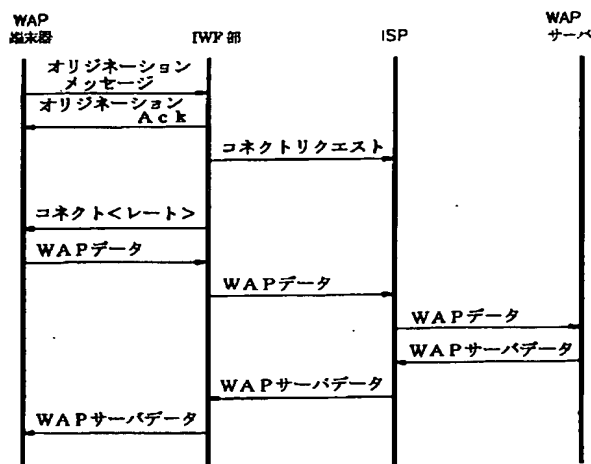 WAP
端末器
IWF部
ISP
WAP
サーバ
オリジネーション
メッセージ
オリジネーション
Ack
コネクトリクエスト
コネクト<レート>
WAPデータ
WAPデータ
WAPデータ
WAPサーバデータ
WAPサーバデータ
WAPサーバデータ